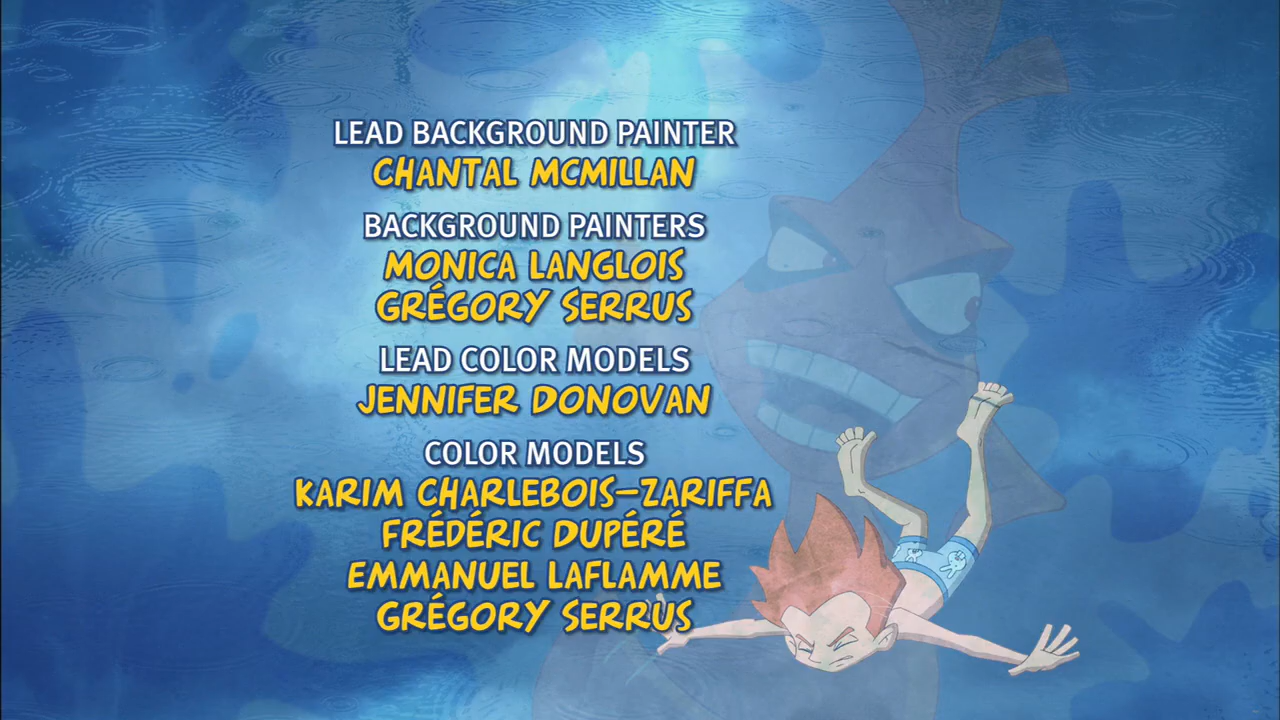 LEAD BACKGROUND PAINTER
CHANTAL MCMILLAN
BACKGROUND PAINTERS
MONICA LANGLOIS
GRÉGORY SERRUS
LEAD COLOR MODELS
JENNIFER DONOVAN
COLOR MODELS
KARIM CHARLEBOIS-ZARIFFA
FRÉDÉRIC DUPÉRÉ
EMMANUEL LAFLAMME
GRÉGORY SERRUS